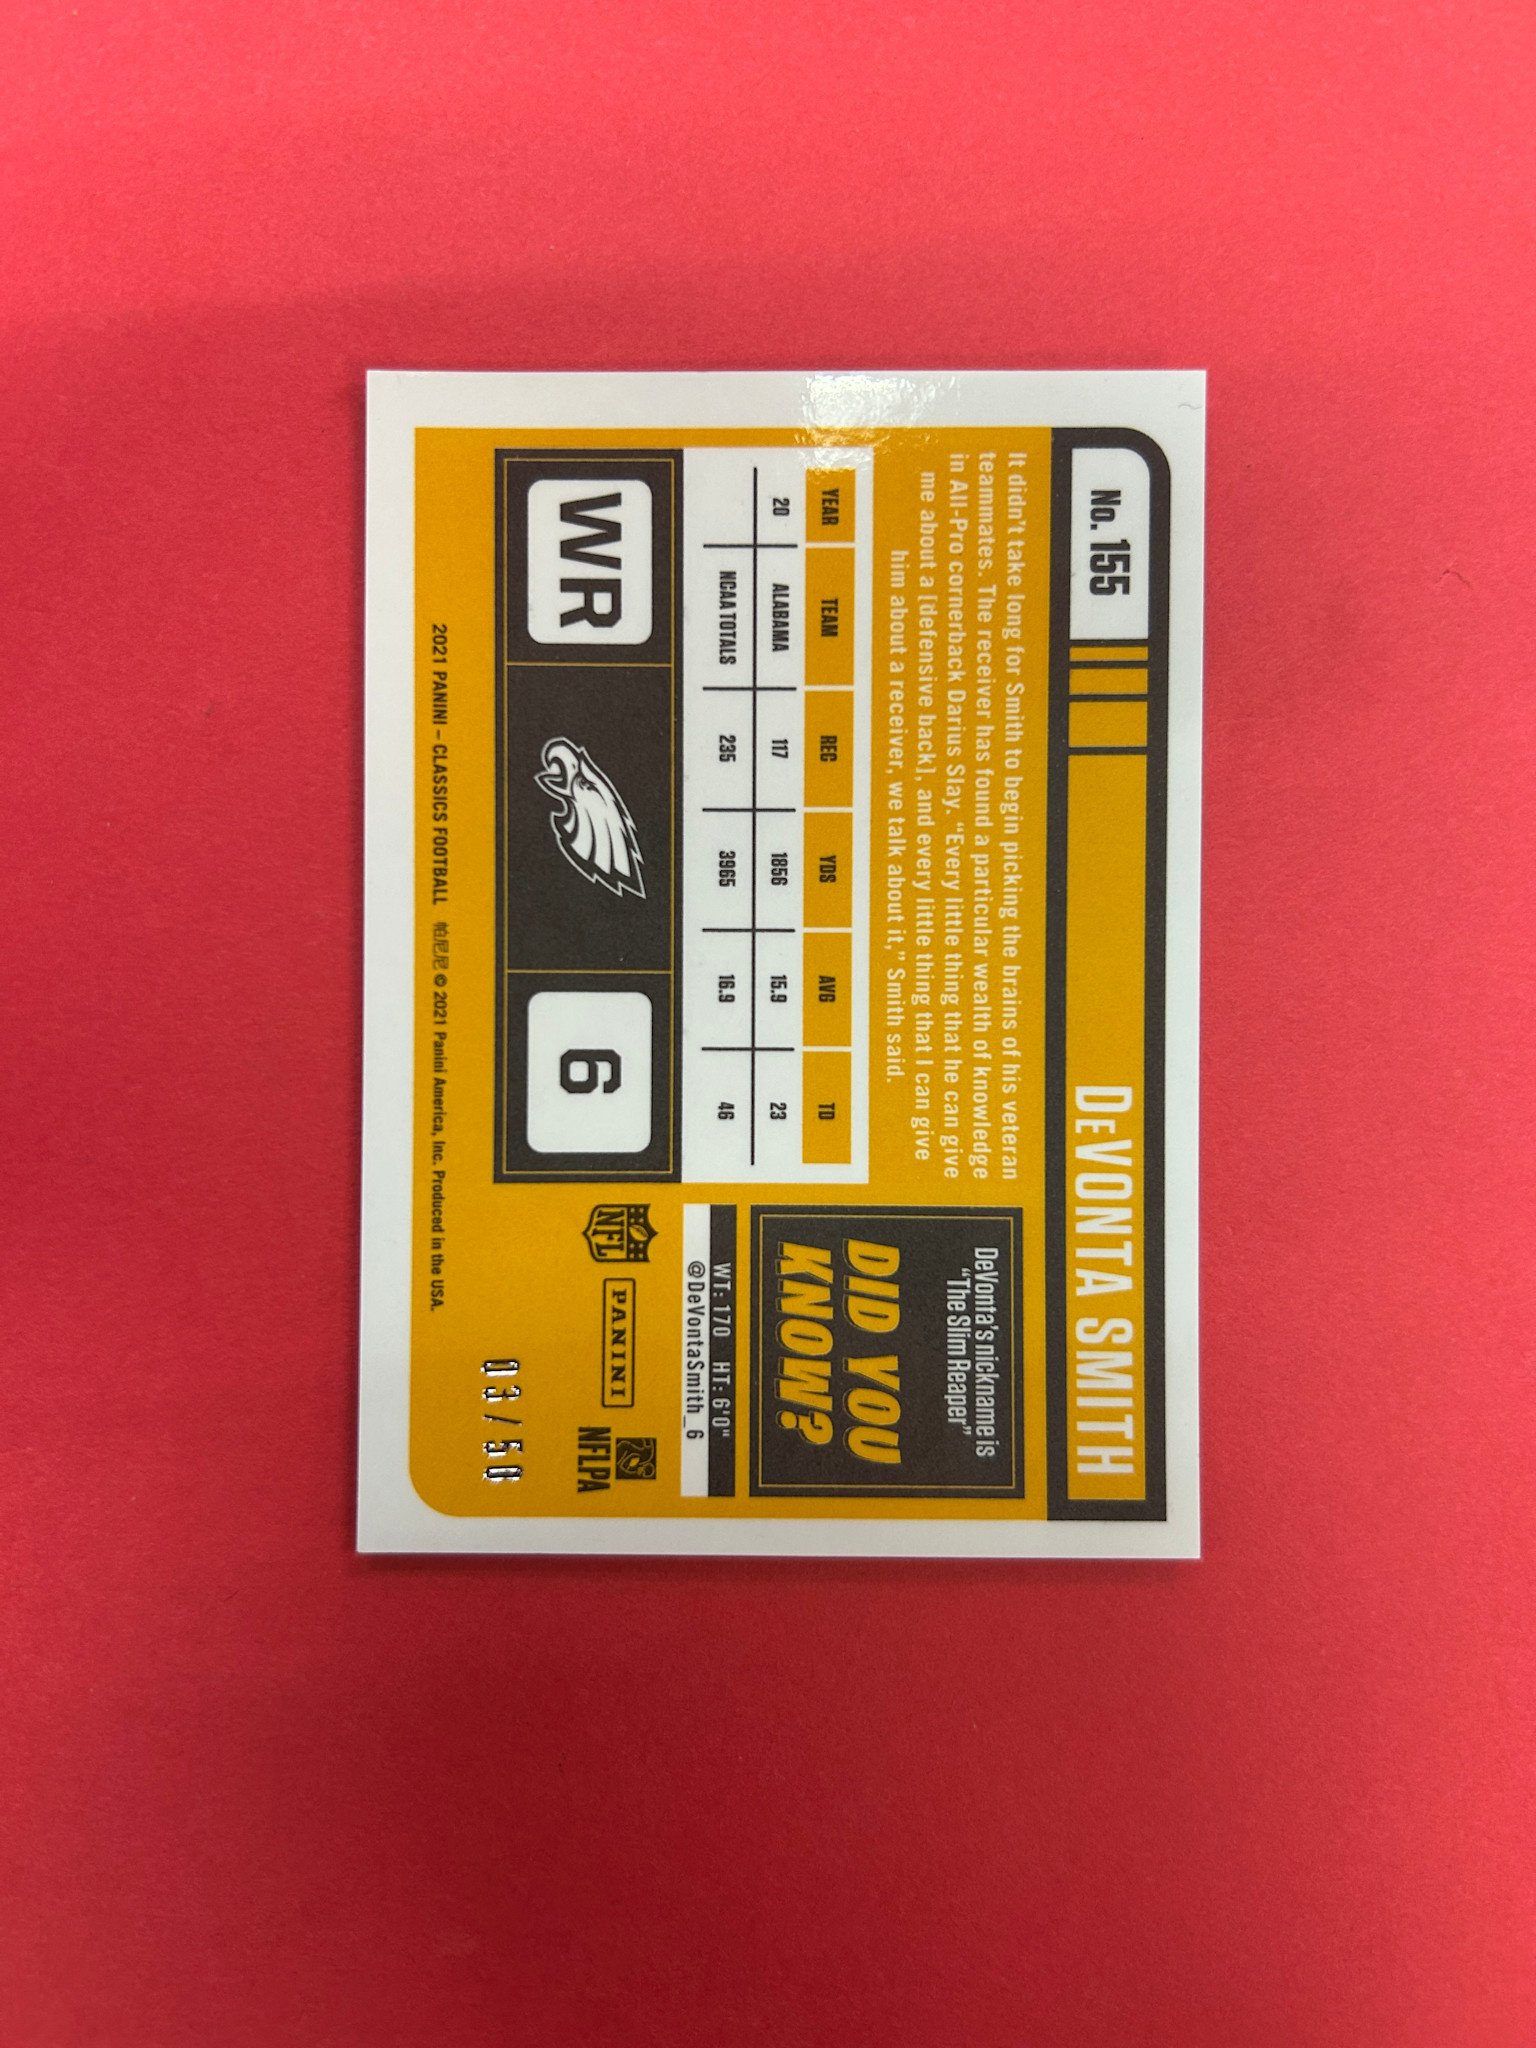 No. 155
DEVONTA SMITH
It didn't take long for Smith to begin picking the brains of his veteran
teammates. The receiver has found a particular wealth of knowledge
in All-Pro cornerback Darius Slay. “Every little thing that he can give
me about a [defensive back], and every little thing that I can give
him about a receiver, we talk about it,” Smith said.
YEAR TEAM REC YDS AVG TD
20 ALABAMA 117 1856 15.9 23
NCAA TOTALS 235 3965 16.9 46
WR
6
DeVonta's nickname is
“The Slim Reaper”
DID YOU
KNOW?
WT: 170 HT: 6'0"
@DeVontaSmith_6
NFL
PANINI
NFLPA
03/50
2021 PANINI – CLASSICS FOOTBALL 帕尼尼 © 2021 Panini America, Inc. Produced in the USA.